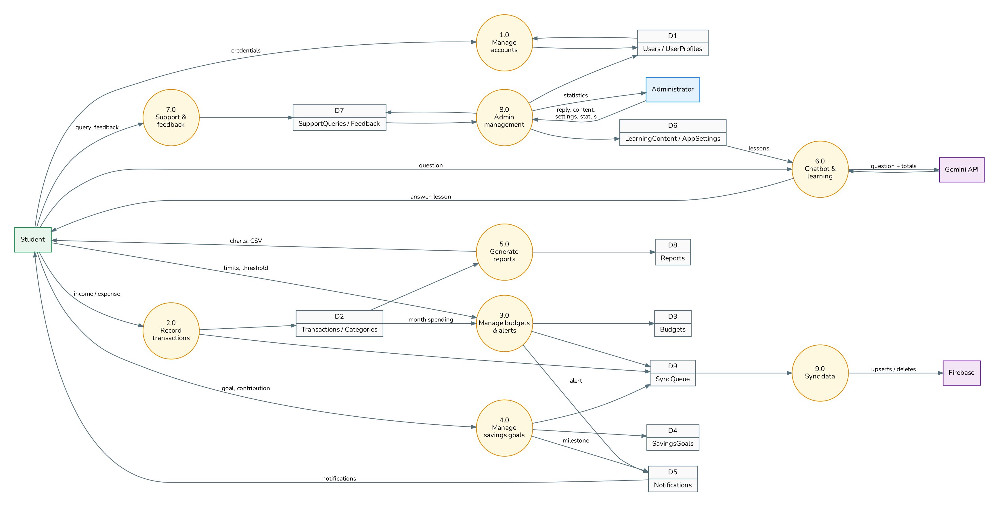 1.0
Manage
accounts
D1
Users / UserProfiles
credentials
Administrator
statistics
7.0
Support &
feedback
D7
SupportQueries / Feedback
8.0
Admin
management
reply, content,
settings, status
query, feedback
D6
LearningContent / AppSettings
lessons
6.0
Chatbot &
learning
question
question + totals
Gemini API
answer, lesson
Student
charts, CSV
5.0
Generate
reports
D8
Reports
limits, threshold
income / expense
2.0
Record
transactions
D2
Transactions / Categories
month spending
3.0
Manage budgets
& alerts
D3
Budgets
D9
SyncQueue
9.0
Sync data
upserts / deletes
Firebase
alert
goal, contribution
4.0
Manage
savings goals
D4
SavingsGoals
milestone
D5
Notifications
notifications